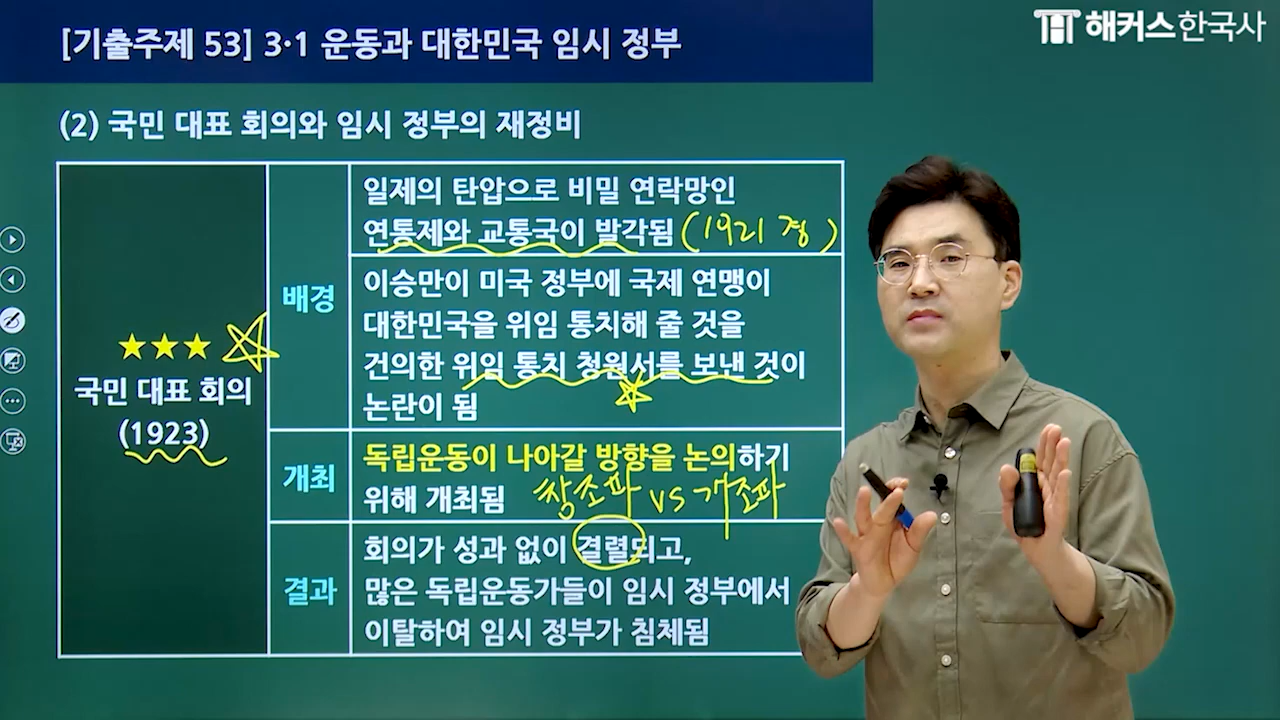 [기출주제 53] 3·1 운동과 대한민국 임시 정부
해커스한국사
(2) 국민 대표 회의와 임시 정부의 재정비
★★★
국민 대표 회의
(1923)
배경
일제의 탄압으로 비밀 연락망인
연통제와 교통국이 발각됨 (1921 경)
이승만이 미국 정부에 국제 연맹이
대한민국을 위임 통치해 줄 것을
건의한 위임 통치 청원서를 보낸 것이
논란이 됨
개최
독립운동이 나아갈 방향을 논의하기
위해 개최됨 창조파 vs 개조파
결과
회의가 성과 없이 결렬되고,
많은 독립운동가들이 임시 정부에서
이탈하여 임시 정부가 침체됨